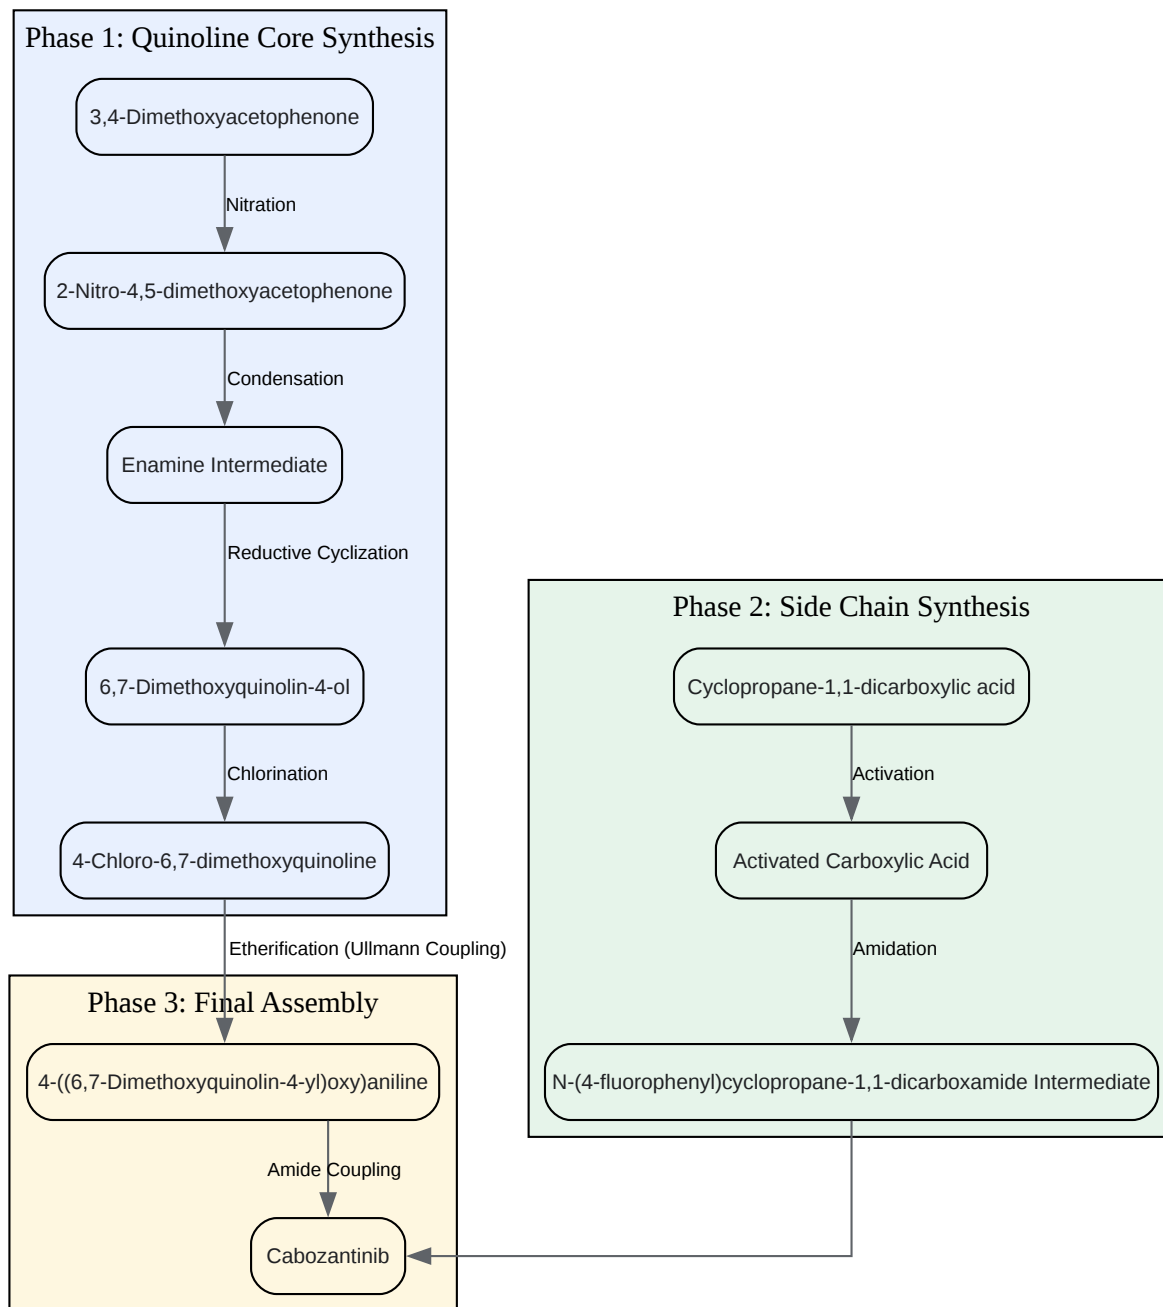 Phase 1: Quinoline Core Synthesis
3,4-Dimethoxyacetophenone
Nitration
2-Nitro-4,5-dimethoxyacetophenone
Condensation
Enamine Intermediate
Reductive Cyclization
6,7-Dimethoxyquinolin-4-ol
Chlorination
4-Chloro-6,7-dimethoxyquinoline
Etherification (Ullmann Coupling)
Phase 2: Side Chain Synthesis
Cyclopropane-1,1-dicarboxylic acid
Activation
Activated Carboxylic Acid
Amidation
N-(4-fluorophenyl)cyclopropane-1,1-dicarboxamide Intermediate
Phase 3: Final Assembly
4-((6,7-Dimethoxyquinolin-4-yl)oxy)aniline
Amide Coupling
Cabozantinib